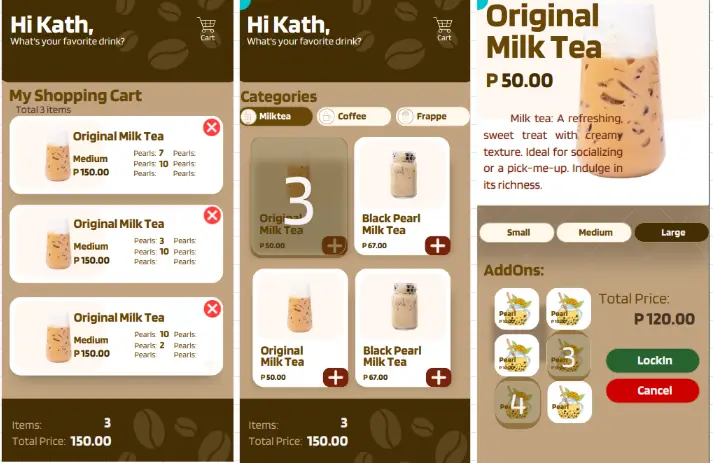 Hi Kath,
What's your favorite drink?
Cart
My Shopping Cart
Total 3 items
Original Milk Tea
Medium
P 150.00
Pearls: 7 Pearls:
Pearls: 10 Pearls:
Pearls: Pearls:
Original Milk Tea
Medium
P 150.00
Pearls: 3 Pearls:
Pearls: 10 Pearls:
Pearls: Pearls:
Original Milk Tea
Medium
P 150.00
Pearls: 10 Pearls:
Pearls: 2 Pearls:
Pearls: Pearls:
Items: 3
Total Price: 150.00
Hi Kath,
What's your favorite drink?
Cart
Categories
Milktea
Coffee
Frappe
3
Original
Milk Tea
P 50.00
Black Pearl
Milk Tea
P 67.00
Original
Milk Tea
P 50.00
Black Pearl
Milk Tea
P 67.00
Items: 3
Total Price: 150.00
Original
Milk Tea
P 50.00
Milk tea: A refreshing,
sweet treat with creamy
texture. Ideal for socializing
or a pick-me-up. Indulge in
its richness.
Small
Medium
Large
AddOns:
Pearl
Pearl
Pearl
3
4
Pearl
Total Price:
P 120.00
LockIn
Cancel